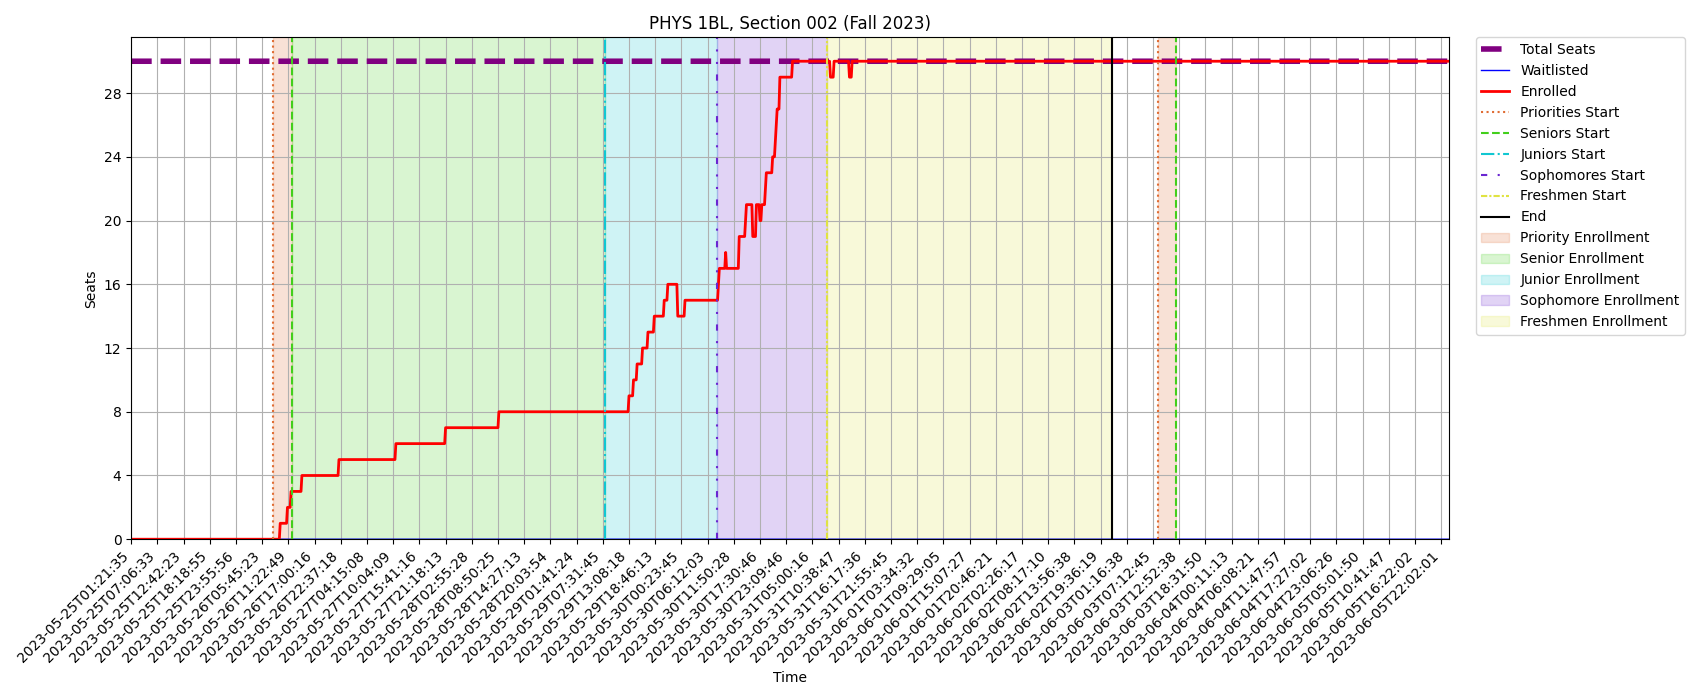 PHYS 1BL, Section 002 (Fall 2023)
Seats
28
24
20
16
12
8
4
0
2023-05-25T01:21:35
2023-05-25T07:06:33
2023-05-25T12:42:23
2023-05-25T18:18:55
2023-05-25T23:55:56
2023-05-26T05:45:23
2023-05-26T11:22:49
2023-05-26T17:00:16
2023-05-26T22:37:18
2023-05-27T04:15:08
2023-05-27T10:04:09
2023-05-27T15:41:16
2023-05-27T21:18:13
2023-05-28T02:55:28
2023-05-28T08:50:25
2023-05-28T14:27:13
2023-05-28T20:03:54
2023-05-29T01:41:24
2023-05-29T07:31:45
2023-05-29T13:08:18
2023-05-29T18:46:13
2023-05-30T00:23:45
2023-05-30T06:12:03
2023-05-30T11:50:28
2023-05-30T17:30:46
2023-05-30T23:09:46
2023-05-31T05:00:16
2023-05-31T10:38:47
2023-05-31T16:17:36
2023-05-31T21:55:45
2023-06-01T03:34:32
2023-06-01T09:29:05
2023-06-01T15:07:27
2023-06-01T20:46:21
2023-06-02T02:26:17
2023-06-02T08:17:10
2023-06-02T13:56:38
2023-06-02T19:36:19
2023-06-03T01:16:38
2023-06-03T07:12:45
2023-06-03T12:52:38
2023-06-03T18:31:50
2023-06-04T00:11:13
2023-06-04T06:08:21
2023-06-04T11:47:57
2023-06-04T17:27:02
2023-06-04T23:06:26
2023-06-05T05:01:50
2023-06-05T10:41:47
2023-06-05T16:22:02
2023-06-05T22:02:01
Time
Total Seats
Waitlisted
Enrolled
Priorities Start
Seniors Start
Juniors Start
Sophomores Start
Freshmen Start
End
Priority Enrollment
Senior Enrollment
Junior Enrollment
Sophomore Enrollment
Freshmen Enrollment